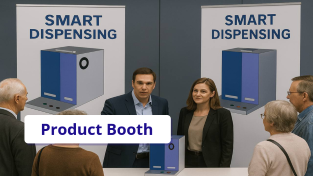 SMART
DISPENSING
SMART
DISPENSING
Product Booth